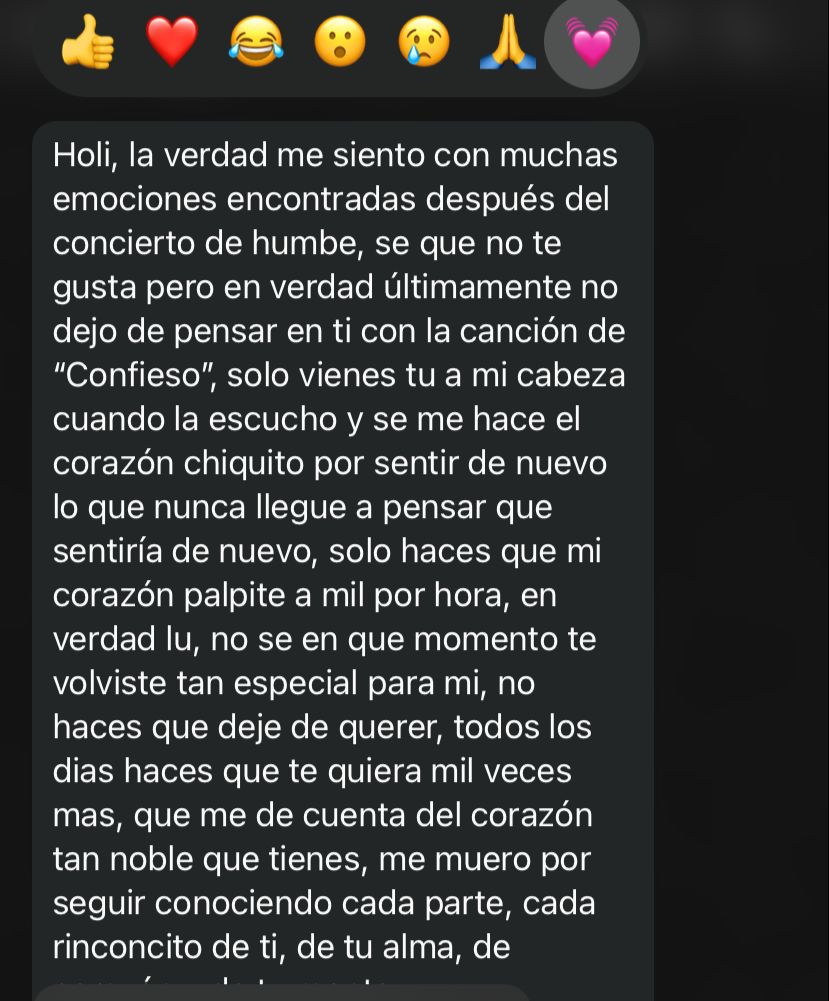 Holi, la verdad me siento con muchas
emociones encontradas después del
concierto de humbe, se que no te
gusta pero en verdad últimamente no
dejo de pensar en ti con la canción de
“Confieso”, solo vienes tu a mi cabeza
cuando la escucho y se me hace el
corazón chiquito por sentir de nuevo
lo que nunca llegue a pensar que
sentiría de nuevo, solo haces que mi
corazón palpite a mil por hora, en
verdad lu, no se en que momento te
volviste tan especial para mi, no
haces que deje de querer, todos los
dias haces que te quiera mil veces
mas, que me de cuenta del corazón
tan noble que tienes, me muero por
seguir conociendo cada parte, cada
rinconcito de ti, de tu alma, de